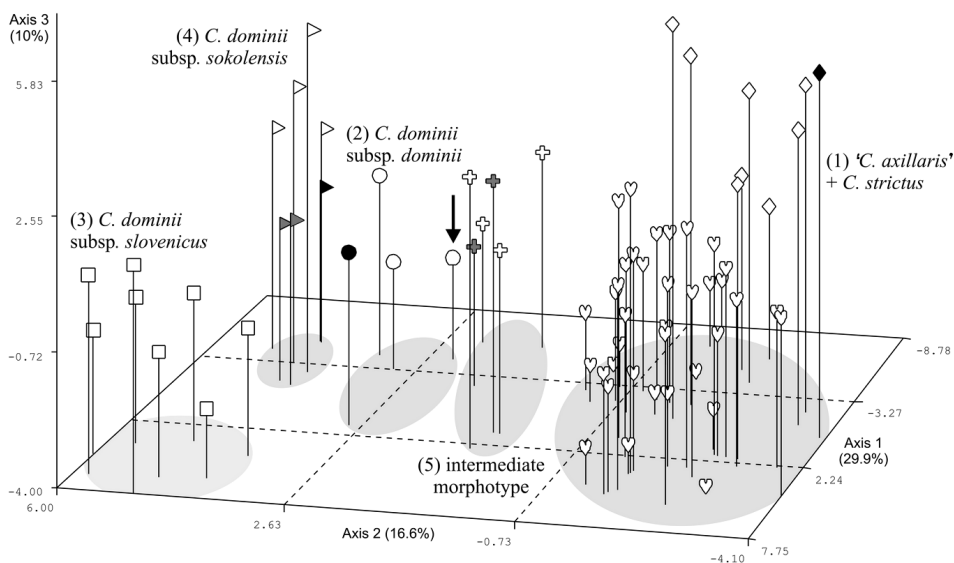 Axis 3
(10%)
5.83
2.55
-0.72
-4.00
6.00
(4) C. dominii
subsp. sokolensis
(2) C. dominii
subsp. dominii
(3) C. dominii
subsp. slovenicus
(1) ‘C. axillaris’
+ C. strictus
(5) intermediate
morphotype
2.63
Axis 2 (16.6%)
-0.73
-4.10
7.75
2.24
Axis 1
(29.9%)
-3.27
-8.78